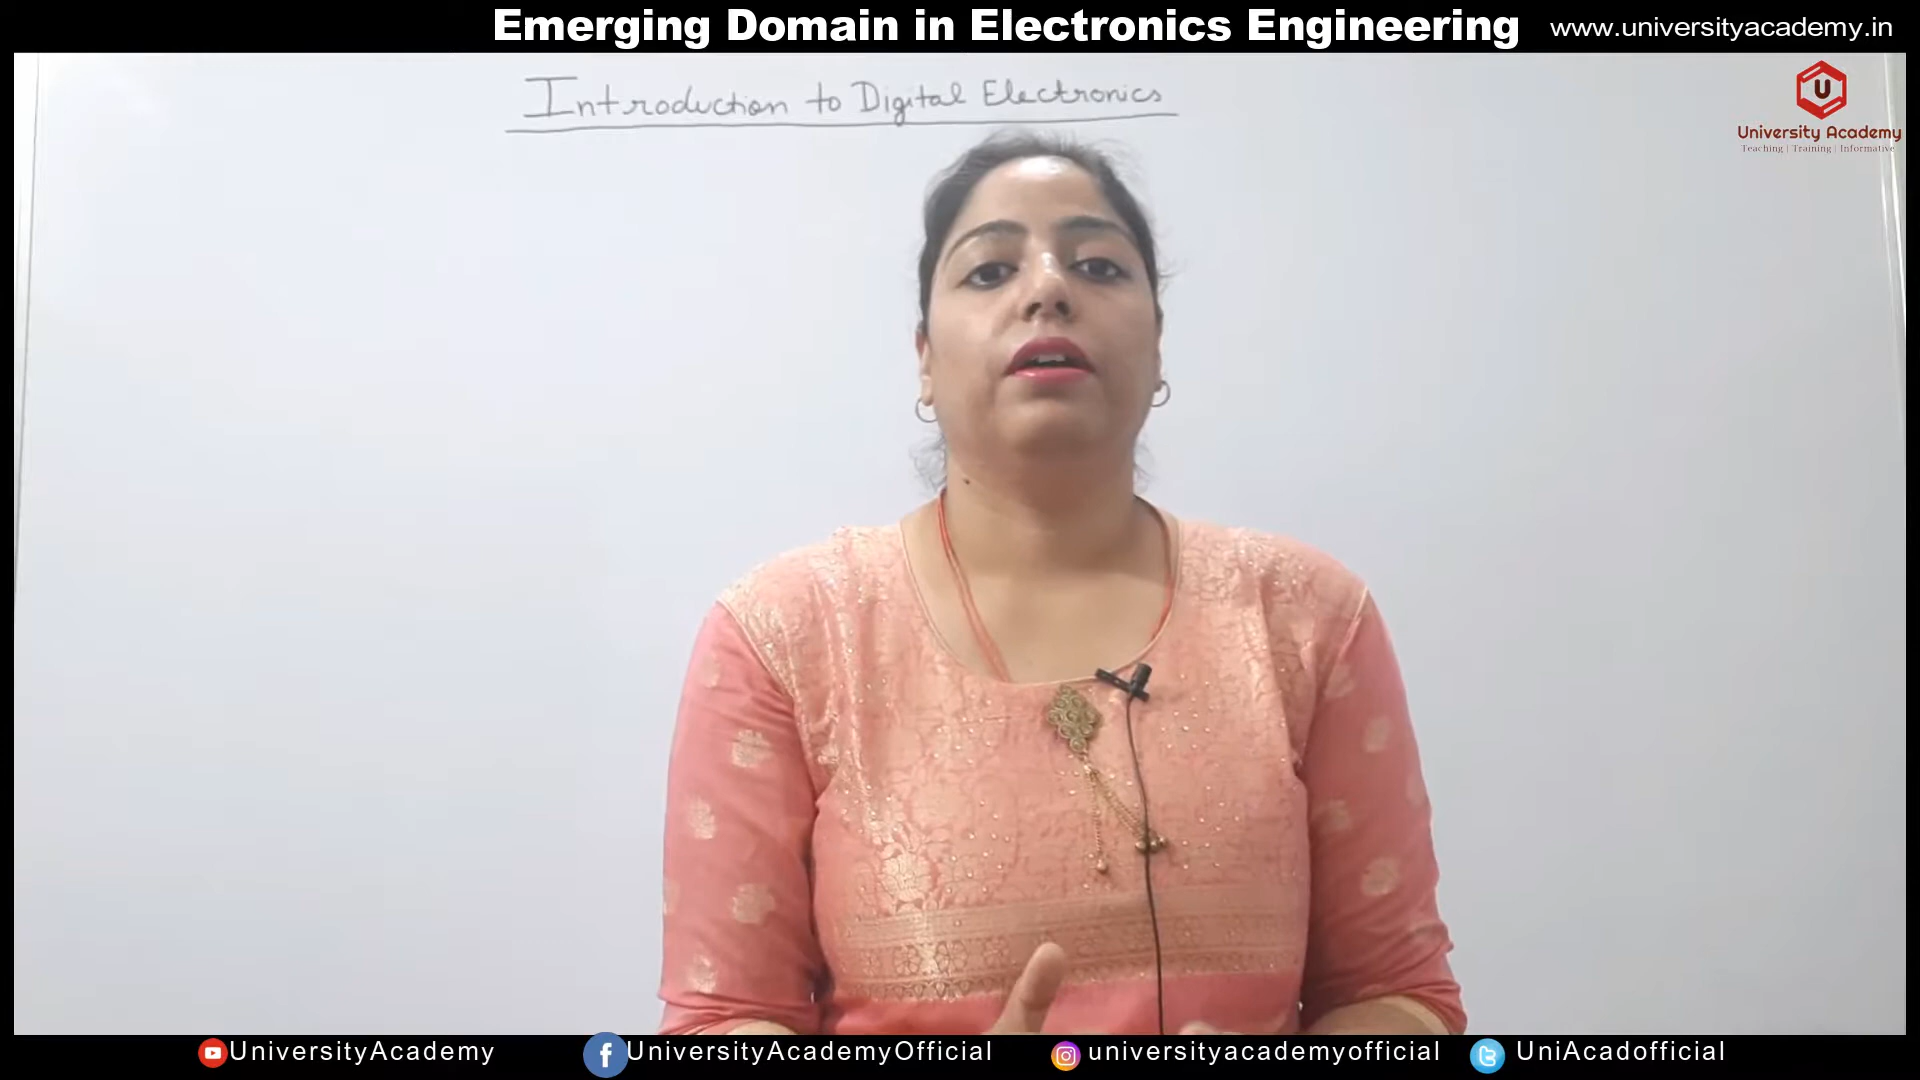 Emerging Domain in Electronics Engineering
www.universityacademy.in
Introduction to Digital Electronics
U
University Academy
Teaching | Training | Informative
UniversityAcademy
f UniversityAcademyOfficial
universityacademyofficial
UniAcadofficial